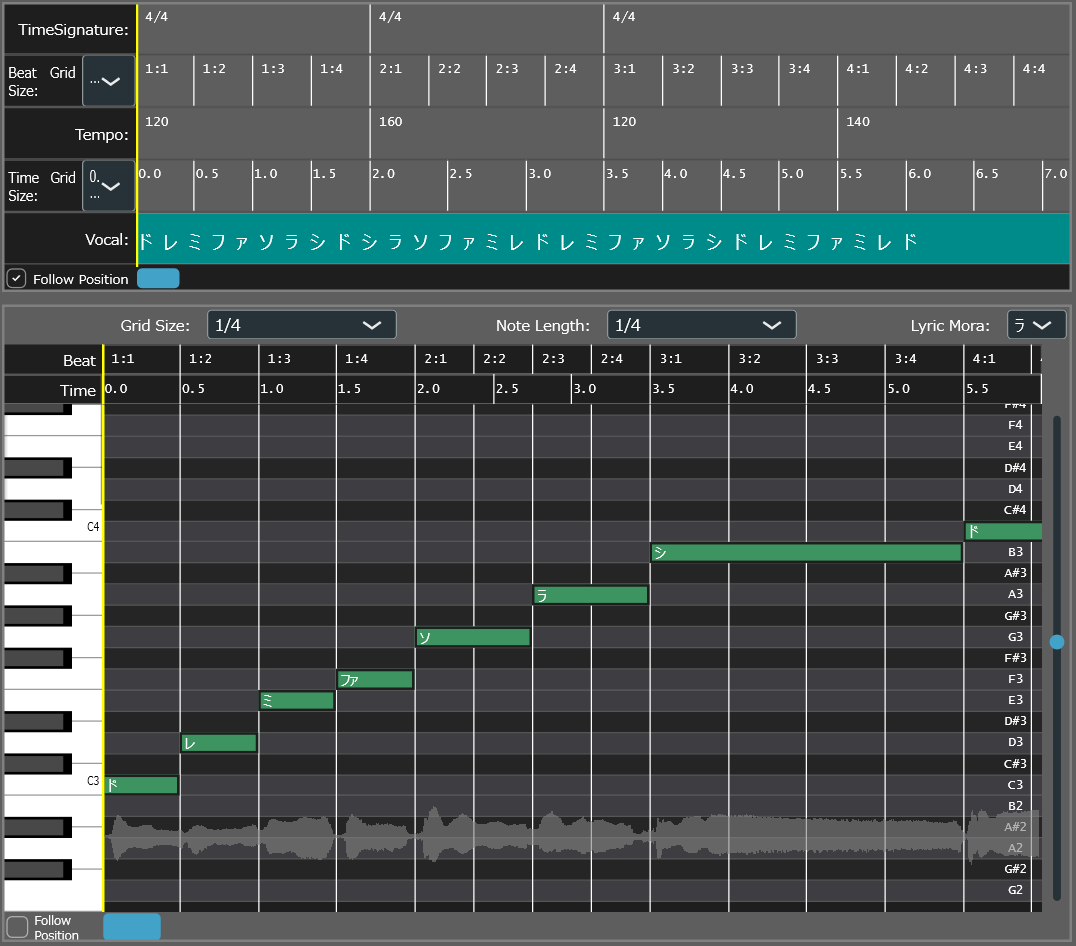 TimeSignature: 4/4 4/4 4/4
Beat Grid Size: ... 1:1 1:2 1:3 1:4 2:1 2:2 2:3 2:4 3:1 3:2 3:3 3:4 4:1 4:2 4:3 4:4
Tempo: 120 160 120 140
Time Grid Size: 0. ... 0.0 0.5 1.0 1.5 2.0 2.5 3.0 3.5 4.0 4.5 5.0 5.5 6.0 6.5 7.0
Vocal: ド レ ミ ファ ソ ラ シ ド シ ラ ソ ファ ミ レ ド レ ミ ファ ソ ラ シ ド レ ミ ファ ミ レ ド
Follow Position
Grid Size: 1/4 Note Length: 1/4 Lyric Mora: ラ
Beat 1:1 1:2 1:3 1:4 2:1 2:2 2:3 2:4 3:1 3:2 3:3 3:4 4:1
Time 0.0 0.5 1.0 1.5 2.0 2.5 3.0 3.5 4.0 4.5 5.0 5.5
F#4
F4
E4
D#4
D4
C#4
C4 ド
シ B3
A#3
ラ A3
G#3
ソ G3
F#3
ファ F3
ミ E3
D#3
レ D3
C#3
C3 ド C3
B2
A#2
A2
G#2
G2
Follow
Position